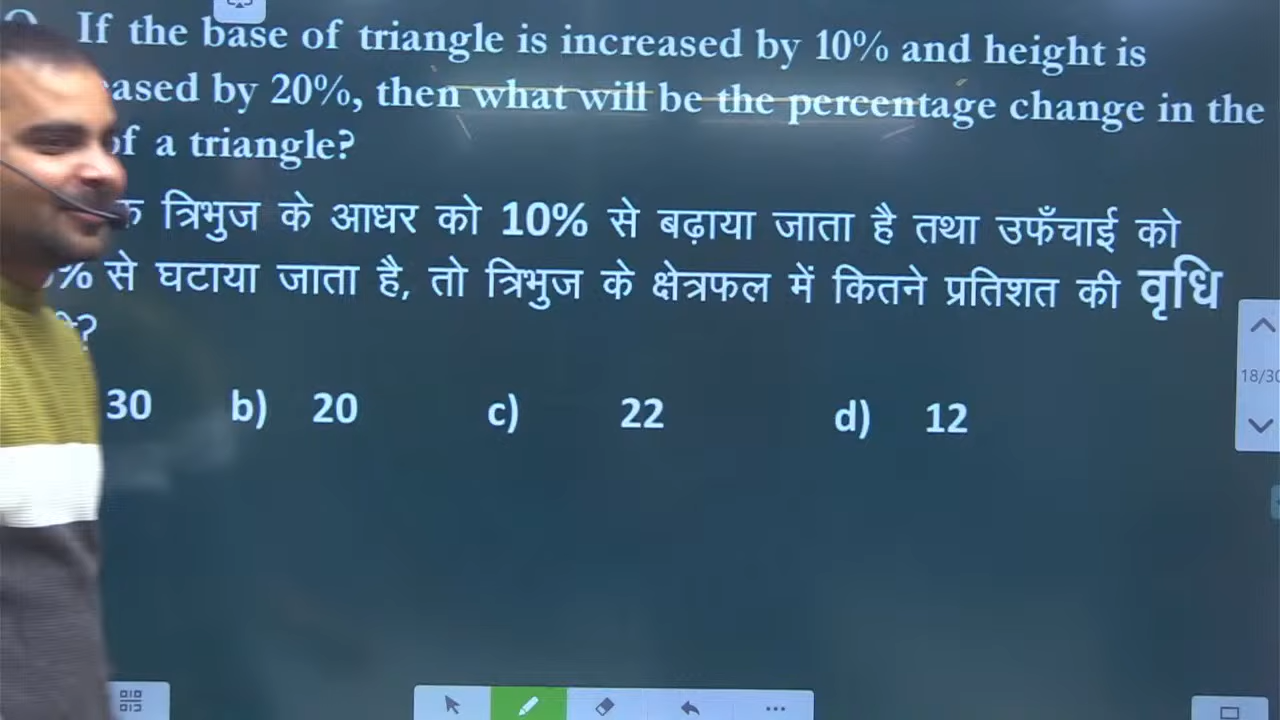 If the base of triangle is increased by 10% and height is
ased by 20%, then what will be the percentage change in the
of a triangle?
त्रिभुज के आधर को 10% से बढ़ाया जाता है तथा उफँचाई को
% से घटाया जाता है, तो त्रिभुज के क्षेत्रफल में कितने प्रतिशत की वृधि
?
30 b) 20 c) 22 d) 12
18/30